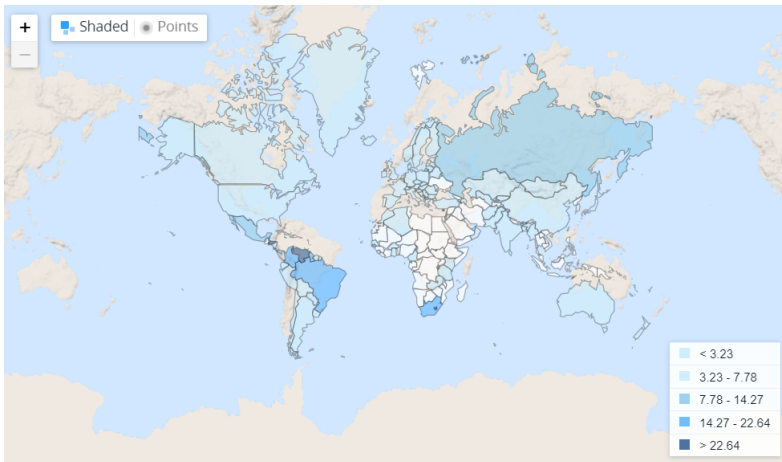 +
Shaded Points
−
< 3.23
3.23 - 7.78
7.78 - 14.27
14.27 - 22.64
> 22.64